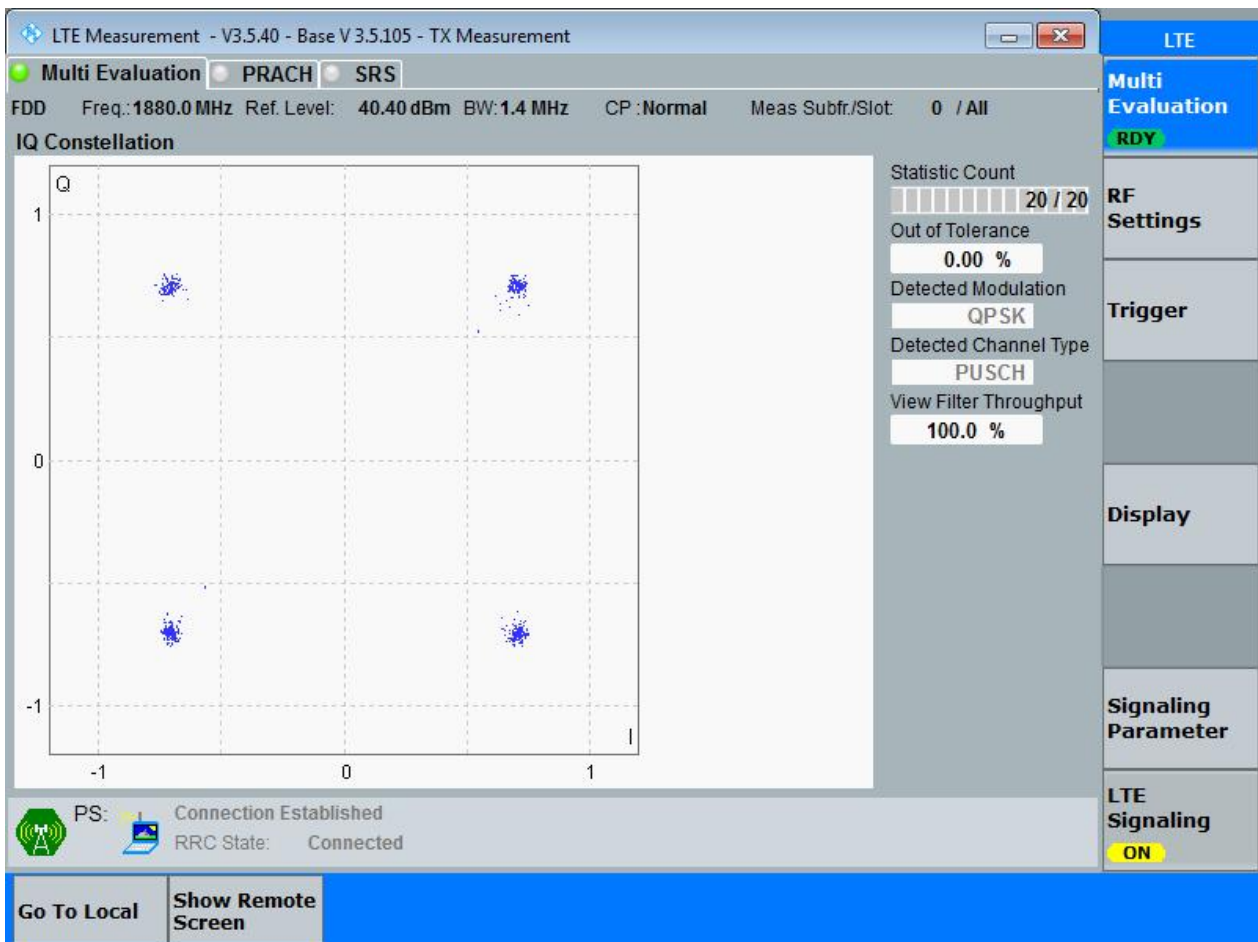 LTE Measurement - V3.5.40 - Base V 3.5.105 - TX Measurement
LTE
Multi Evaluation PRACH SRS
Multi
Evaluation
RDY
FDD Freq.:1880.0 MHz Ref. Level: 40.40 dBm BW:1.4 MHz CP :Normal Meas Subfr./Slot: 0 / All
IQ Constellation
Q
1
0
-1
I
-1 0 1
Statistic Count
20 / 20
Out of Tolerance
0.00 %
Detected Modulation
QPSK
Detected Channel Type
PUSCH
View Filter Throughput
100.0 %
RF
Settings
Trigger
Display
Signaling
Parameter
LTE
Signaling
ON
PS: Connection Established
RRC State: Connected
Go To Local
Show Remote
Screen